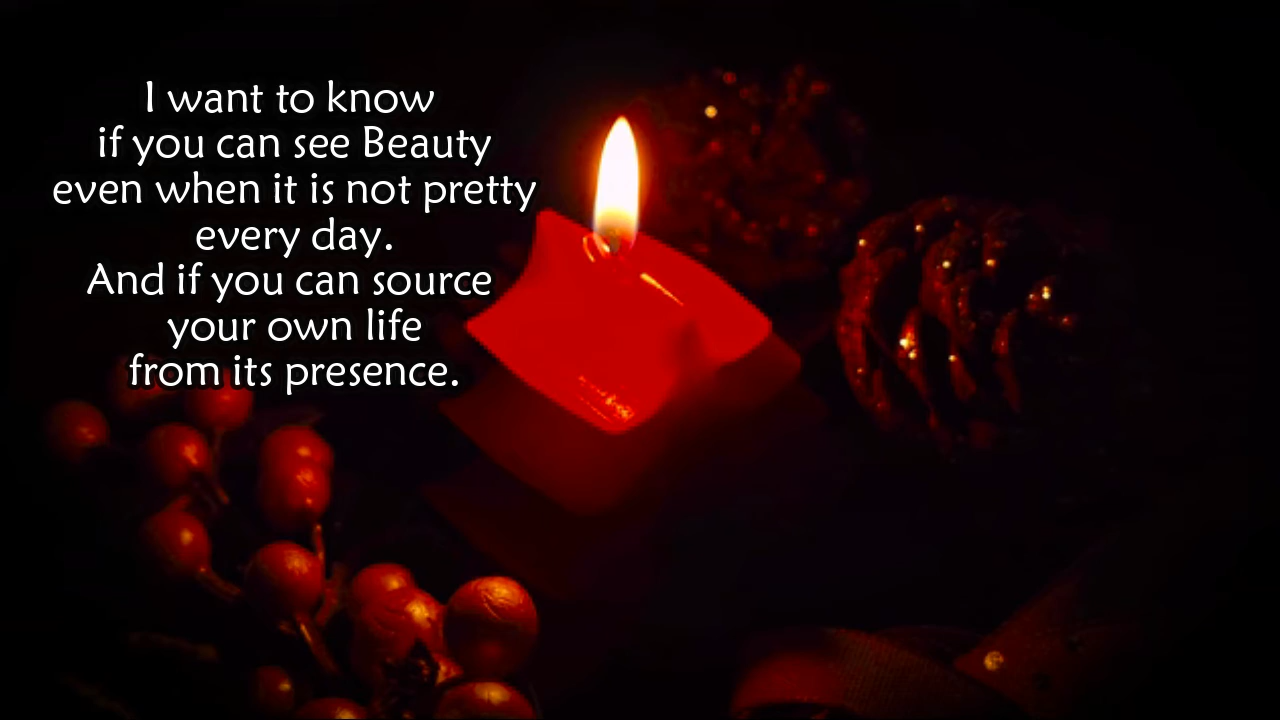 I want to know
if you can see Beauty
even when it is not pretty
every day.
And if you can source
your own life
from its presence.